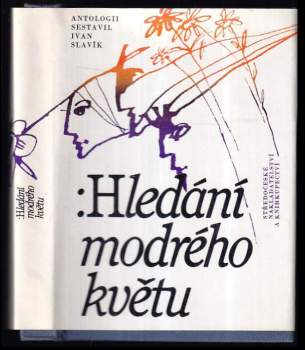 ANTOLOGII
SESTAVIL
IVAN
SLAVÍK
:Hledání
modrého
květu
STŘEDOČESKÉ
NAKLADATELSTVÍ
A KNIHKUPECTVÍ
:Hledání
modrého
květu